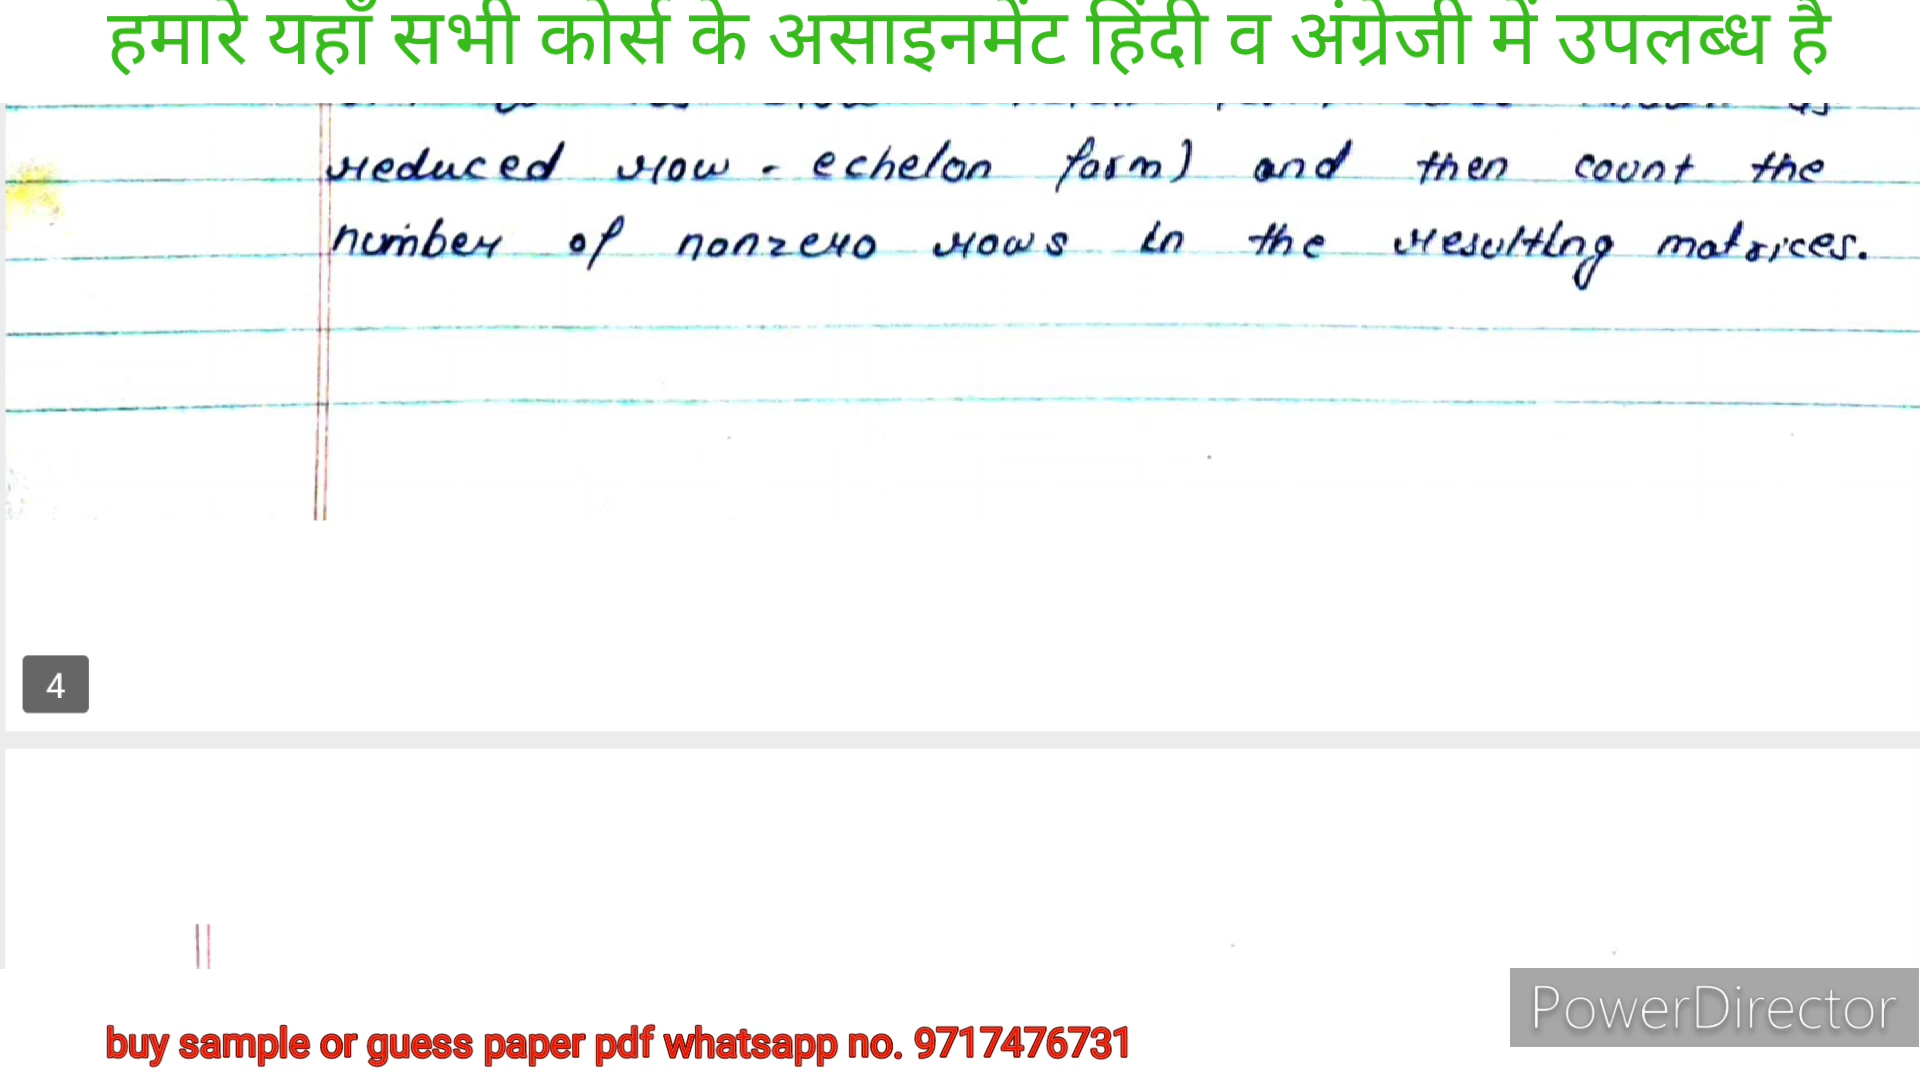 हमारे यहाँ सभी कोर्स के असाइनमेंट हिंदी व अंग्रेजी में उपलब्ध है
reduced row - echelon form) and then count the
number of nonzero rows in the resulting matrices.
4
PowerDirector
buy sample or guess paper pdf whatsapp no. 9717476731